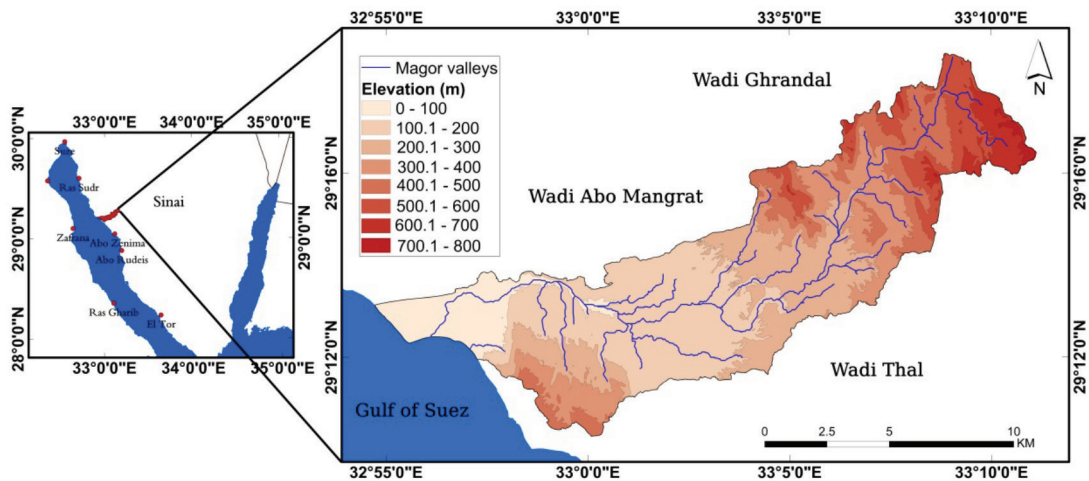 33°0'0"E 34°0'0"E 35°0'0"E
30°0'0"N
29°0'0"N
28°0'0"N
Suze
Ras Sudr
Sinai
Zafrana
Abo Zenima
Abo Rudeis
Ras Gharib
El Tor
30°0'0"N
29°0'0"N
28°0'0"N
33°0'0"E 34°0'0"E 35°0'0"E
32°55'0"E 33°0'0"E 33°5'0"E 33°10'0"E
29°16'0"N
29°12'0"N
Magor valleys
Elevation (m)
0 - 100
100.1 - 200
200.1 - 300
300.1 - 400
400.1 - 500
500.1 - 600
600.1 - 700
700.1 - 800
Wadi Ghrandal
N
Wadi Abo Mangrat
Wadi Thal
Gulf of Suez
0 2.5 5 10
KM
29°16'0"N
29°12'0"N
32°55'0"E 33°0'0"E 33°5'0"E 33°10'0"E